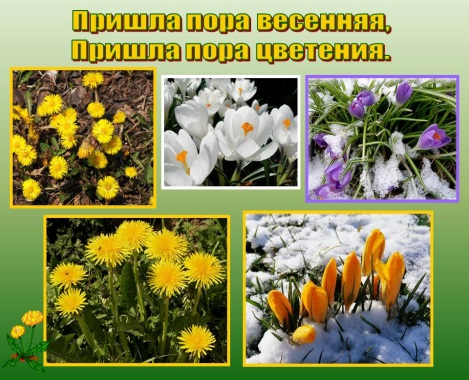 Пришла пора весенняя,
Пришла пора цветения.